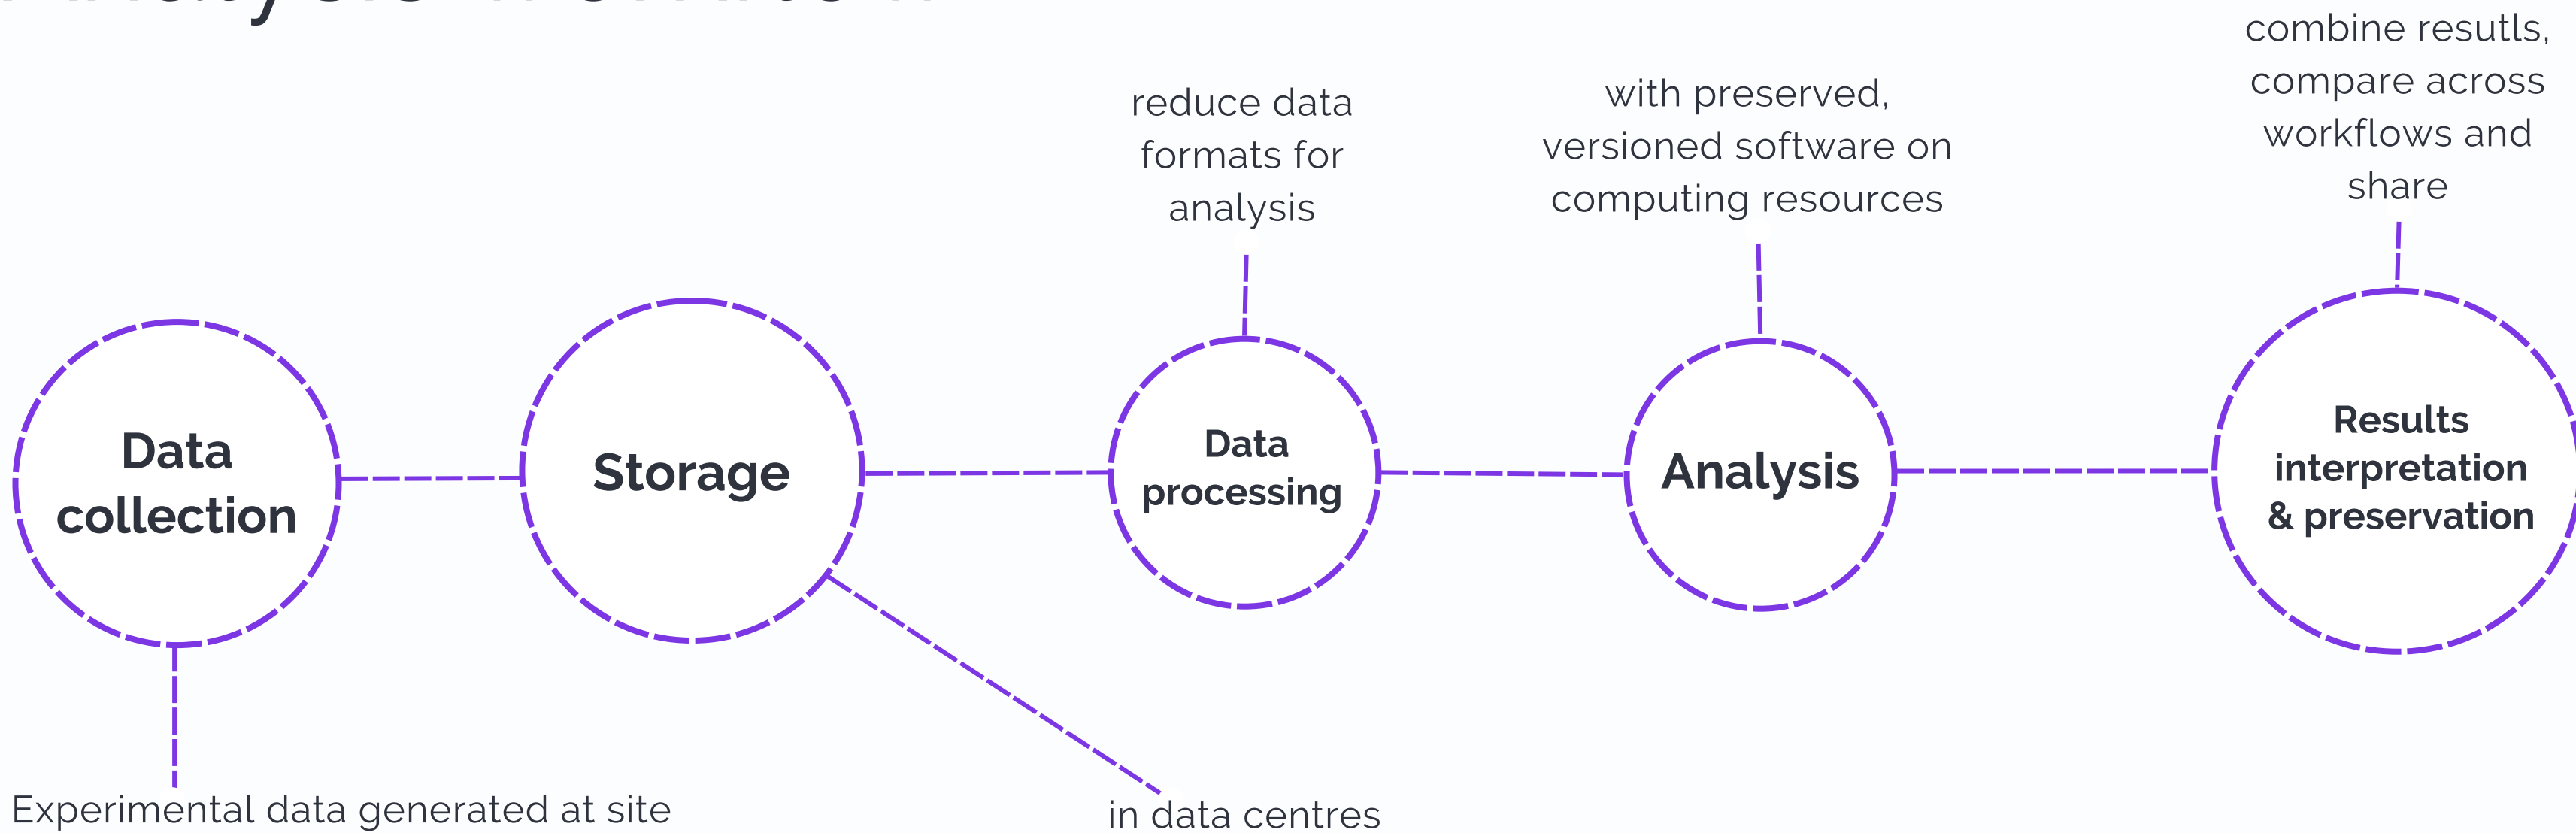 combine resutls,
compare across
workflows and
share
reduce data
formats for
analysis
with preserved,
versioned software on
computing resources
Data
collection
Storage
Data
processing
Analysis
Results
interpretation
& preservation
Experimental data generated at site
in data centres